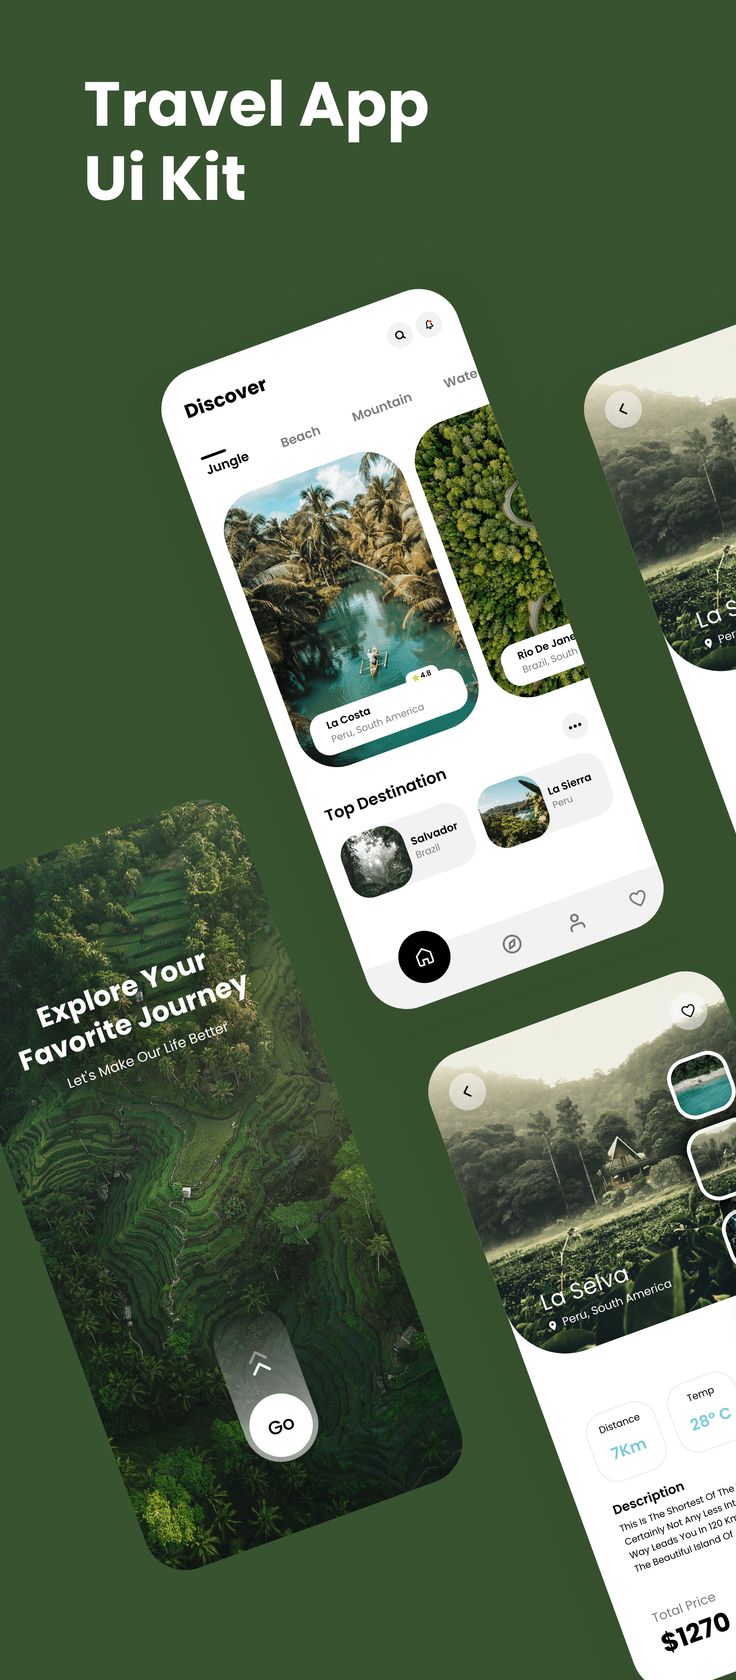 Travel App
Ui Kit
Discover
Jungle
Beach
Mountain
Wate
4.8
La Costa
Peru, South America
Rio De Jane
Brazil, South
Top Destination
Salvador
Brazil
La Sierra
Peru
La S
Per
Explore Your
Favorite Journey
Let's Make Our Life Better
Go
La Selva
Peru, South America
Distance
7Km
Temp
28° C
Description
This Is The Shortest Of The
Certainly Not Any Less Int
Way Leads You In 120 Km
The Beautiful Island Of
Total Price
$1270